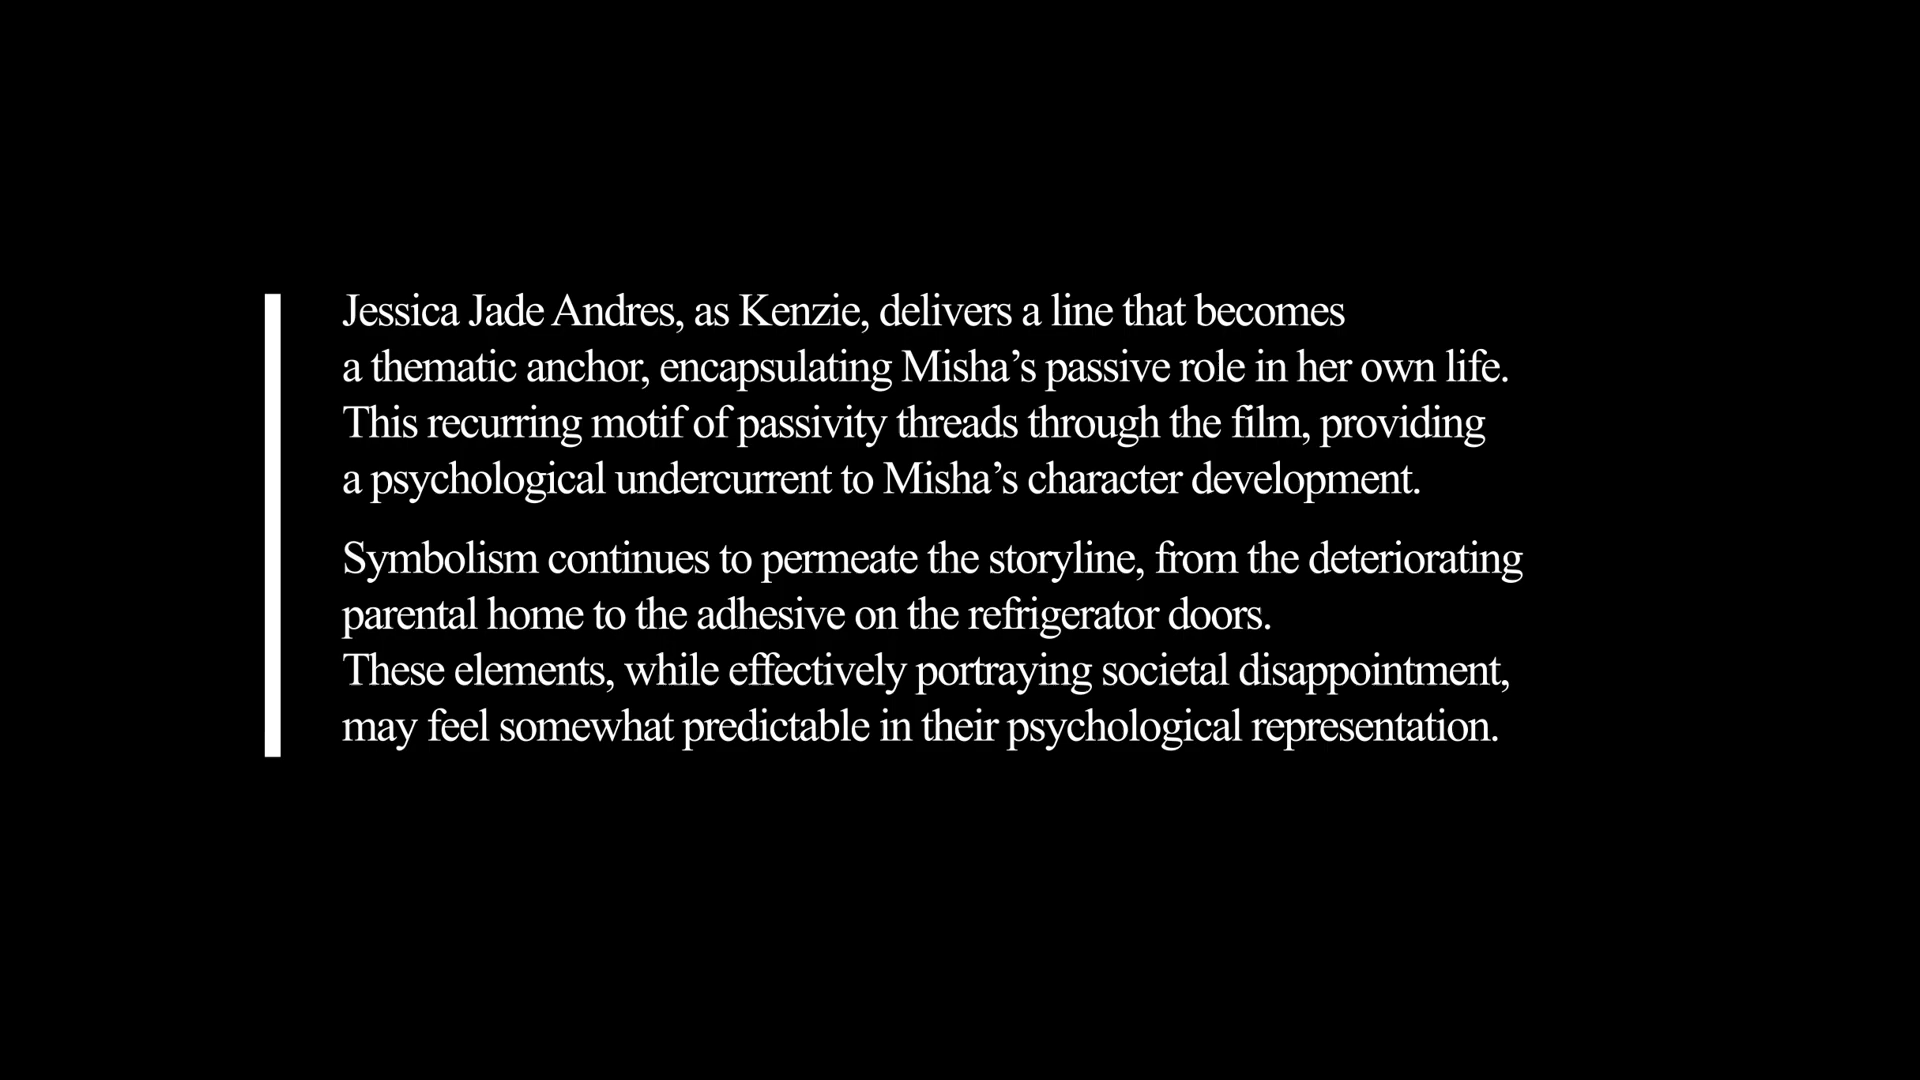 Jessica Jade Andres, as Kenzie, delivers a line that becomes
a thematic anchor, encapsulating Misha’s passive role in her own life.
This recurring motif of passivity threads through the film, providing
a psychological undercurrent to Misha’s character development.
Symbolism continues to permeate the storyline, from the deteriorating
parental home to the adhesive on the refrigerator doors.
These elements, while effectively portraying societal disappointment,
may feel somewhat predictable in their psychological representation.